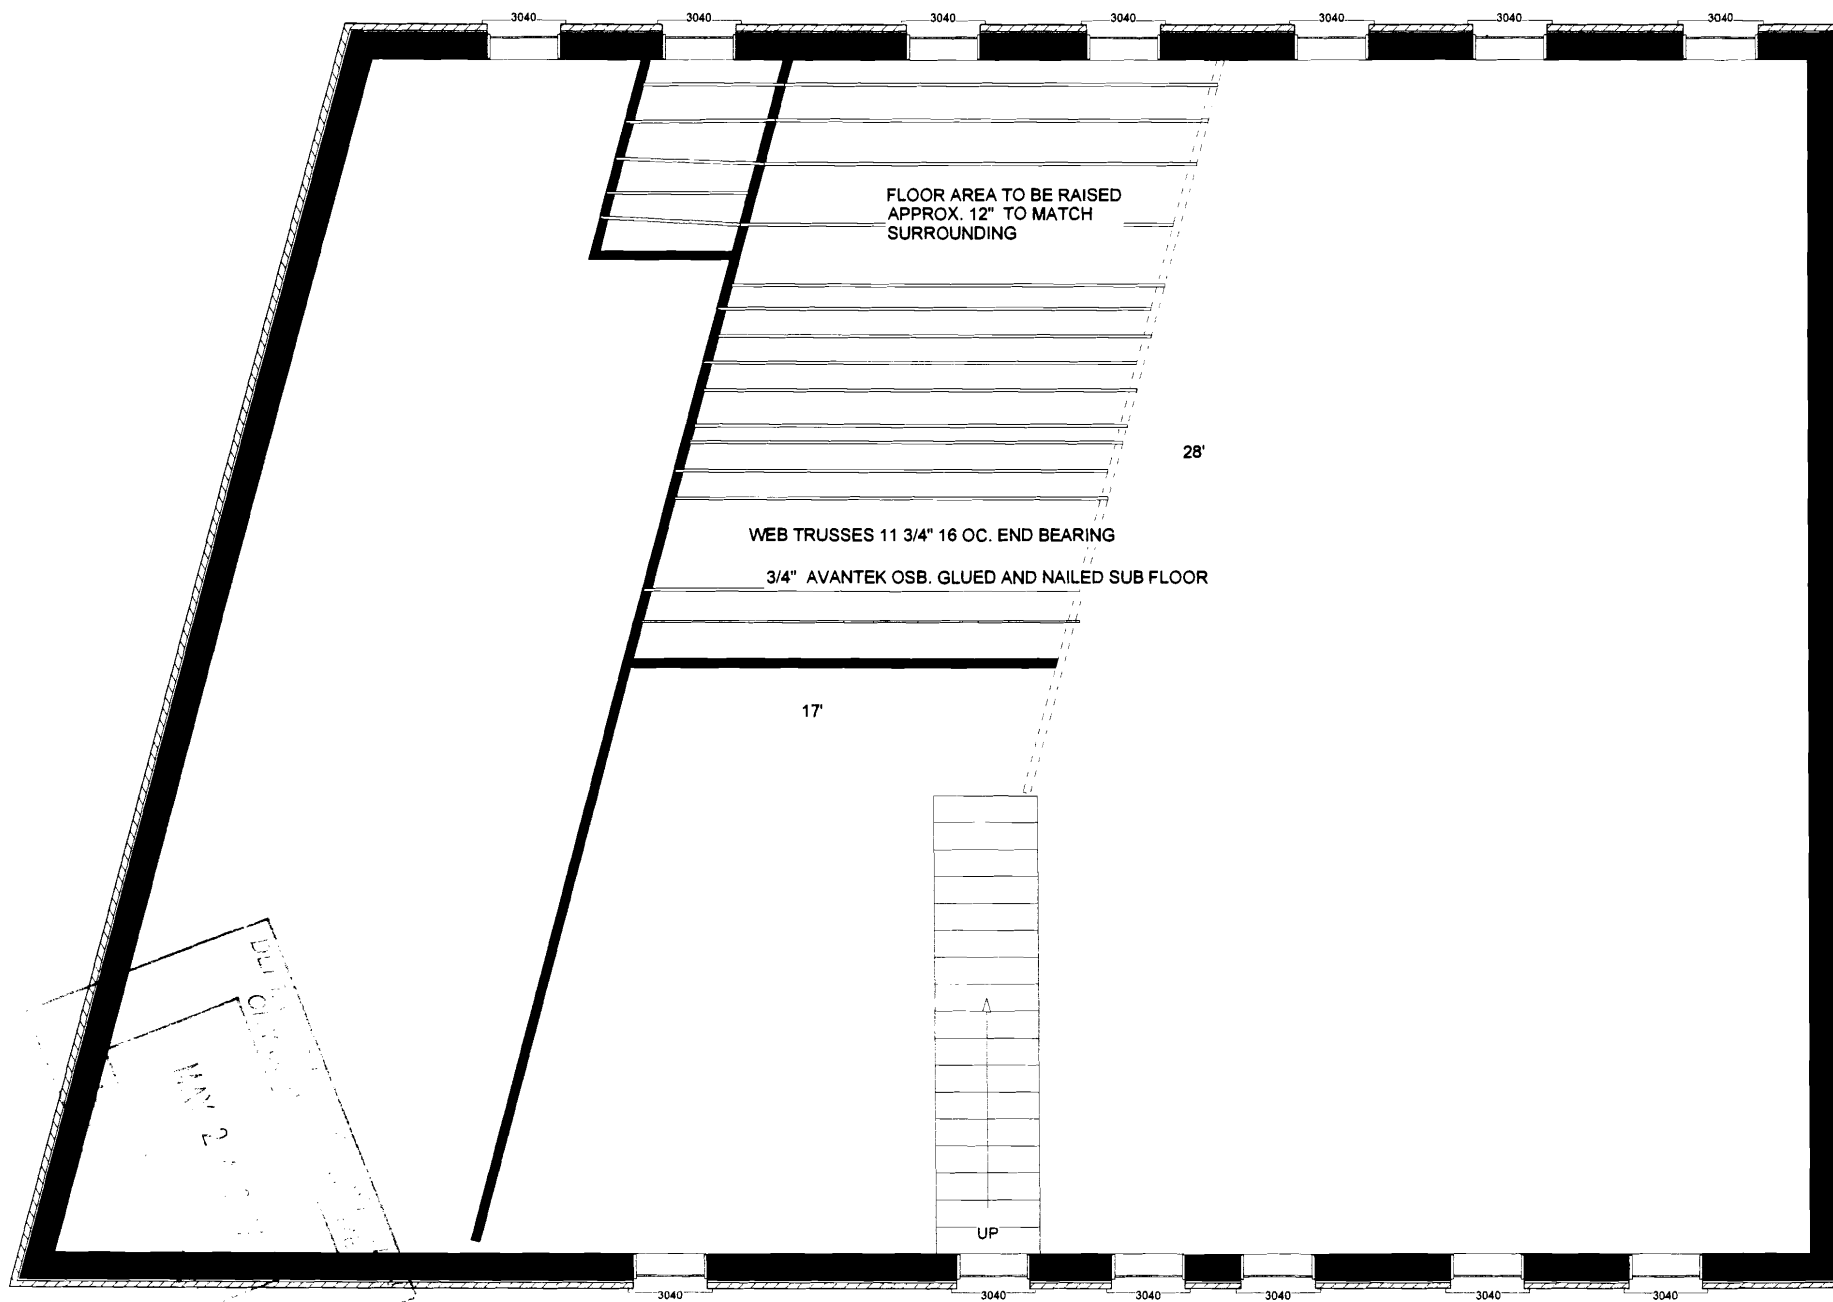 3040 3040 3040 3040 3040 3040 3040
FLOOR AREA TO BE RAISED
APPROX. 12" TO MATCH
SURROUNDING
28'
WEB TRUSSES 11 3/4" 16 OC. END BEARING
3/4" AVANTEK OSB. GLUED AND NAILED SUB FLOOR
17'
MAY 2
UP
3040 3040 3040 3040 3040 3040